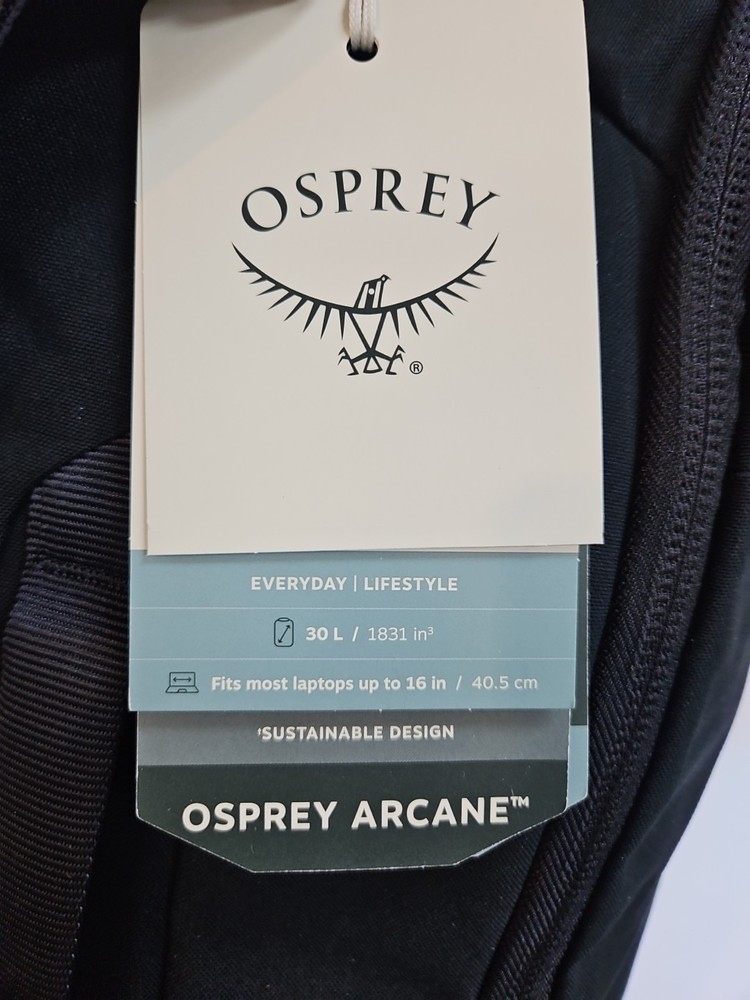 OSPREY
®
EVERYDAY | LIFESTYLE
30 L / 1831 in³
Fits most laptops up to 16 in / 40.5 cm
SUSTAINABLE DESIGN
OSPREY ARCANE™